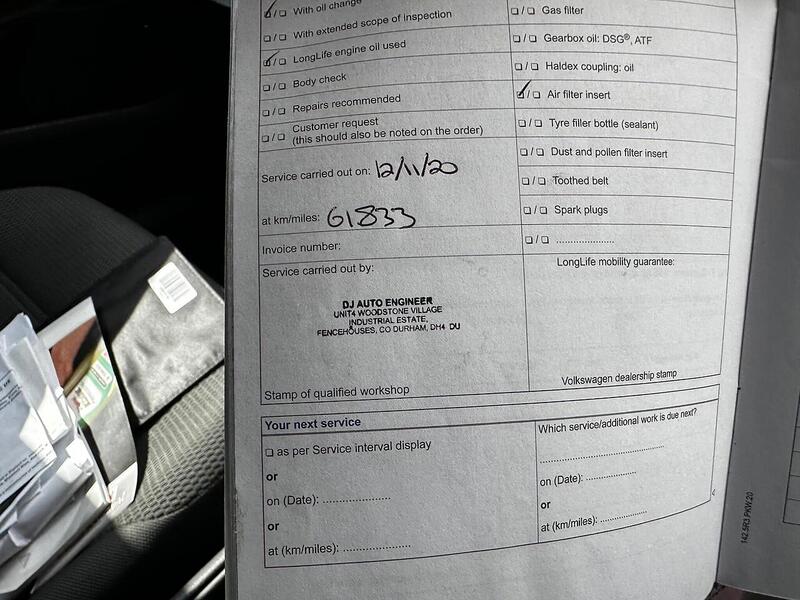 ☑/☐ With oil change
☐/☐ With extended scope of inspection
☑/☐ LongLife engine oil used
☐/☐ Body check
☐/☐ Repairs recommended
☐/☐ Customer request
(this should also be noted on the order)
Service carried out on: 12/11/20
at km/miles: 61833
Invoice number:
Service carried out by:
DJ AUTO ENGINEER
UNIT4 WOODSTONE VILLAGE
INDUSTRIAL ESTATE,
FENCEHOUSES, CO DURHAM, DH4 DU
Stamp of qualified workshop
☐/☐ Gas filter
☐/☐ Gearbox oil: DSG®, ATF
☐/☐ Haldex coupling: oil
☑/☐ Air filter insert
☐/☐ Tyre filler bottle (sealant)
☐/☐ Dust and pollen filter insert
☐/☐ Toothed belt
☐/☐ Spark plugs
☐/☐ .....................
LongLife mobility guarantee:
Volkswagen dealership stamp
Your next service
☐ as per Service interval display
or
on (Date): .....................
or
at (km/miles): .....................
Which service/additional work is due next?
.....................
on (Date): ................
or
at (km/miles): ...............
142.5R3.PKW.20